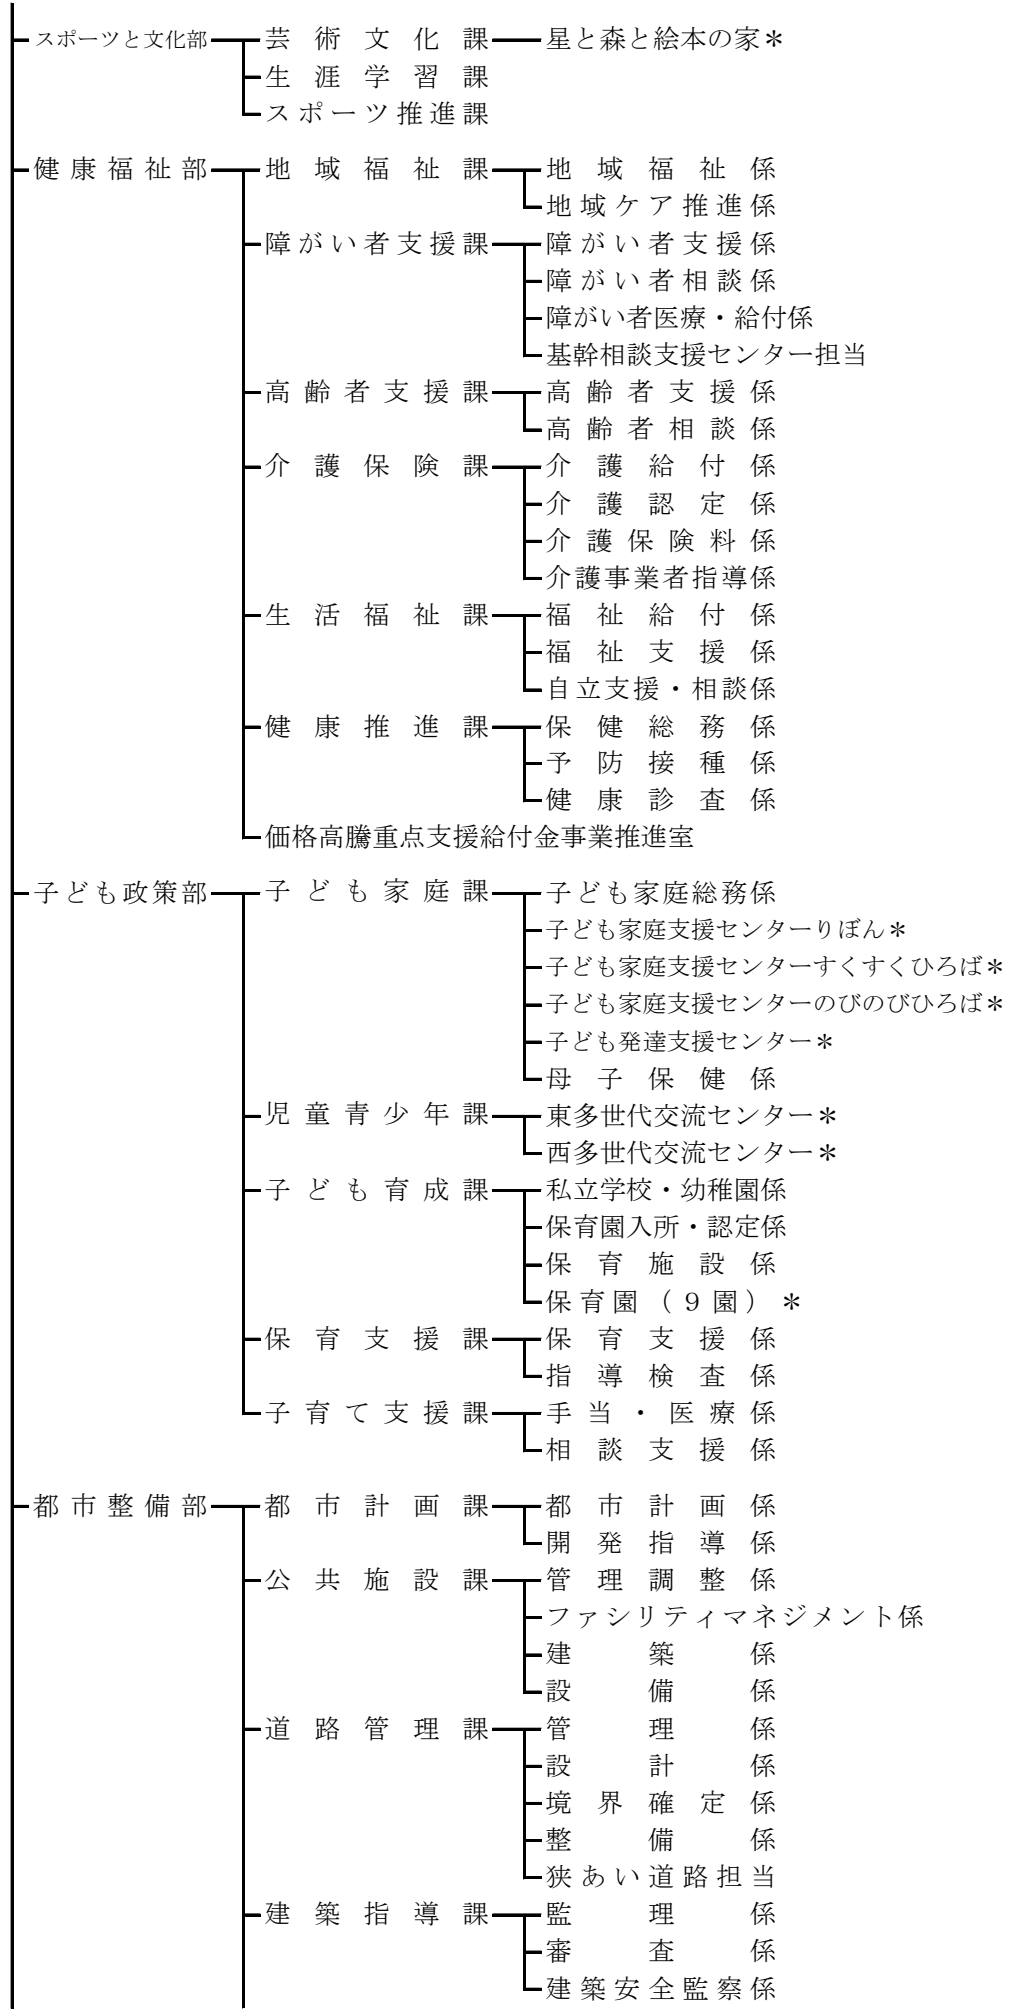 スポーツと文化部 芸術文化課 星と森と絵本の家＊
生涯学習課
スポーツ推進課
健康福祉部 地域福祉課 地域福祉係
地域ケア推進係
障がい者支援課 障がい者支援係
障がい者相談係
障がい者医療・給付係
基幹相談支援センター担当
高齢者支援課 高齢者支援係
高齢者相談係
介護保険課 介護給付係
介護認定係
介護保険料係
介護事業者指導係
生活福祉課 福祉給付係
福祉支援係
自立支援・相談係
健康推進課 保健総務係
予防接種係
健康診査係
価格高騰重点支援給付金事業推進室
子ども政策部 子ども家庭課 子ども家庭総務係
子ども家庭支援センターりぼん＊
子ども家庭支援センターすくすくひろば＊
子ども家庭支援センターのびのびひろば＊
子ども発達支援センター＊
母子保健係
児童青少年課 東多世代交流センター＊
西多世代交流センター＊
子ども育成課 私立学校・幼稚園係
保育園入所・認定係
保育施設係
保育園（９園）＊
保育支援課 保育支援係
指導検査係
子育て支援課 手当・医療係
相談支援係
都市整備部 都市計画課 都市計画係
開発指導係
公共施設課 管理調整係
ファシリティマネジメント係
建築係
設備係
道路管理課 管理係
設計係
境界確定係
整備係
狭あい道路担当
建築指導課 監理係
審査係
建築安全監察係